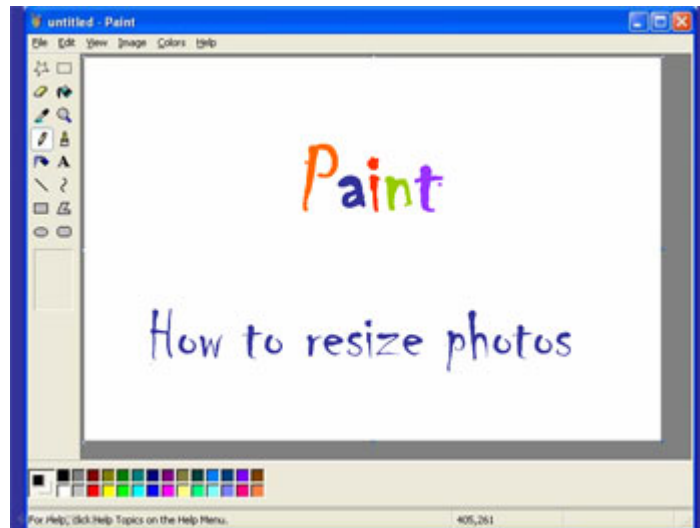 untitled - Paint
File Edit View Image Colors Help
A
Paint
How to resize photos
For Help, click Help Topics on the Help Menu.
405,261